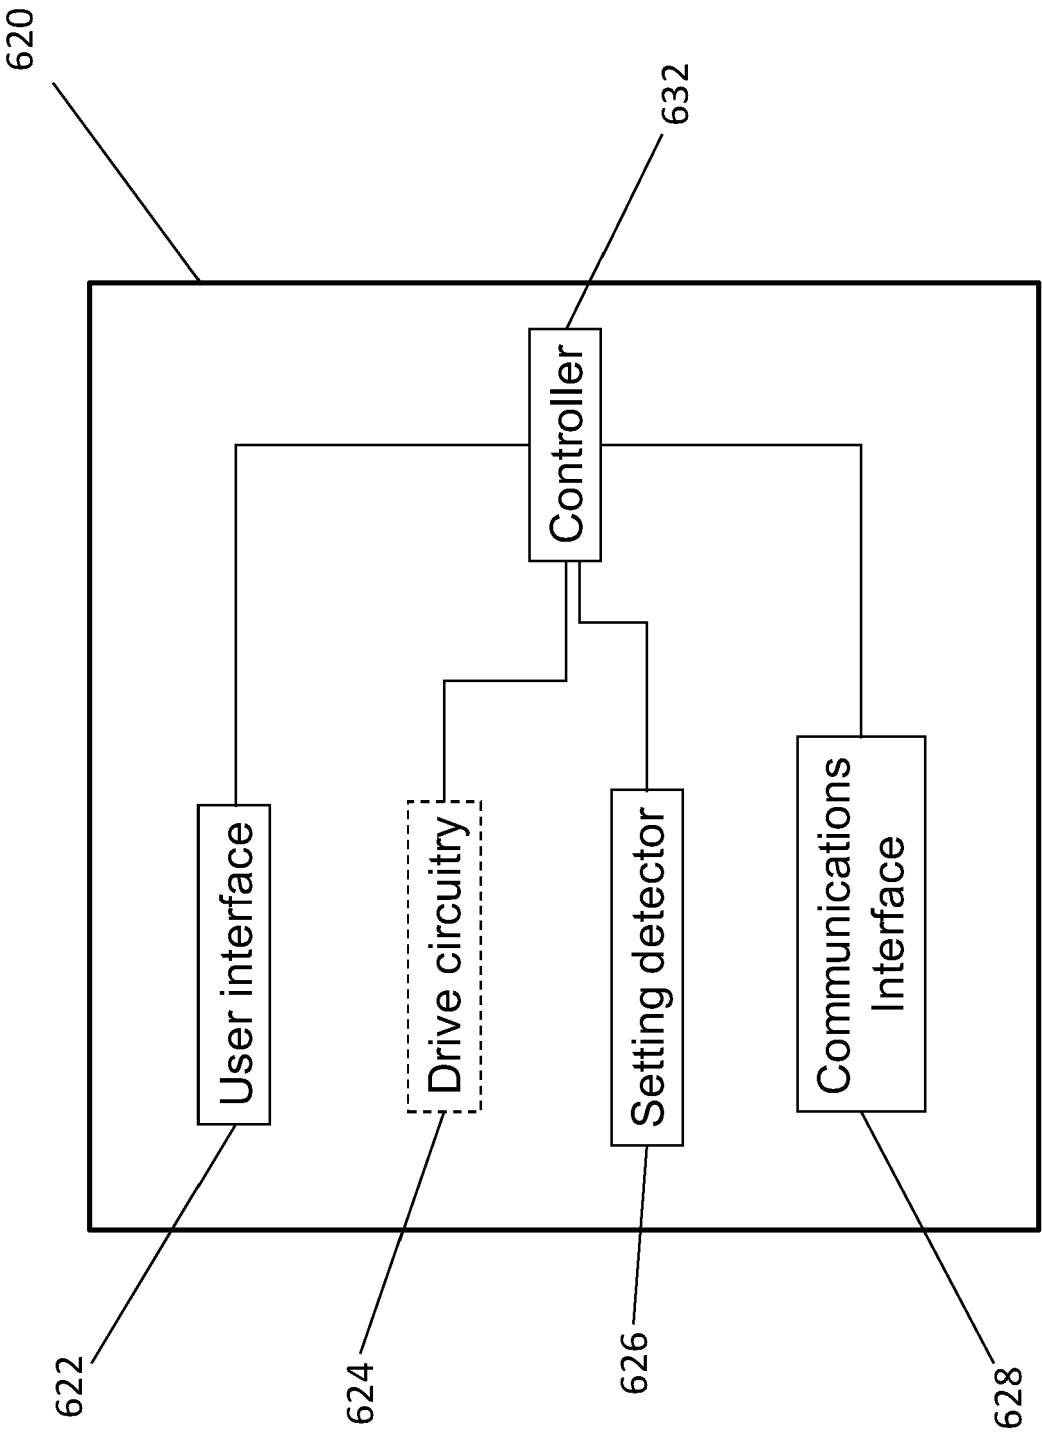 620
622
User interface
624
Drive circuitry
Controller
632
626
Setting detector
628
Communications
Interface